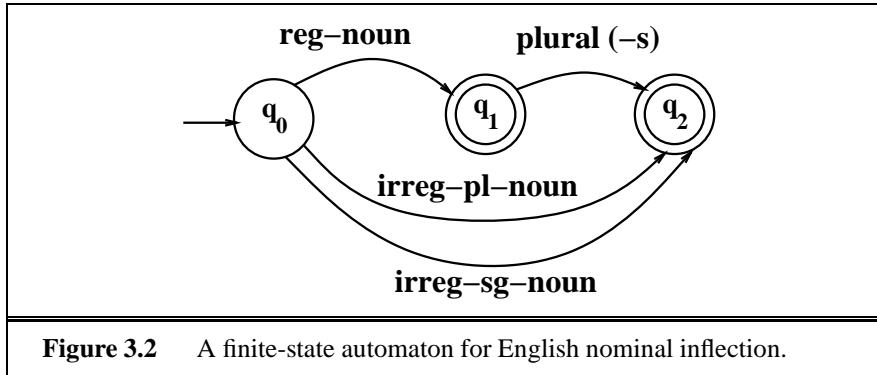 reg–noun plural (–s)
q0 q1 q2
irreg–pl–noun
irreg–sg–noun
Figure 3.2 A finite-state automaton for English nominal inflection.